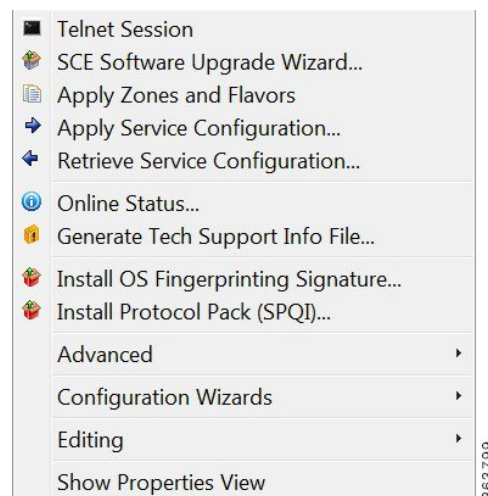 Telnet Session
SCE Software Upgrade Wizard...
Apply Zones and Flavors
Apply Service Configuration...
Retrieve Service Configuration...
Online Status...
Generate Tech Support Info File...
Install OS Fingerprinting Signature...
Install Protocol Pack (SPQI)...
Advanced
Configuration Wizards
Editing
Show Properties View